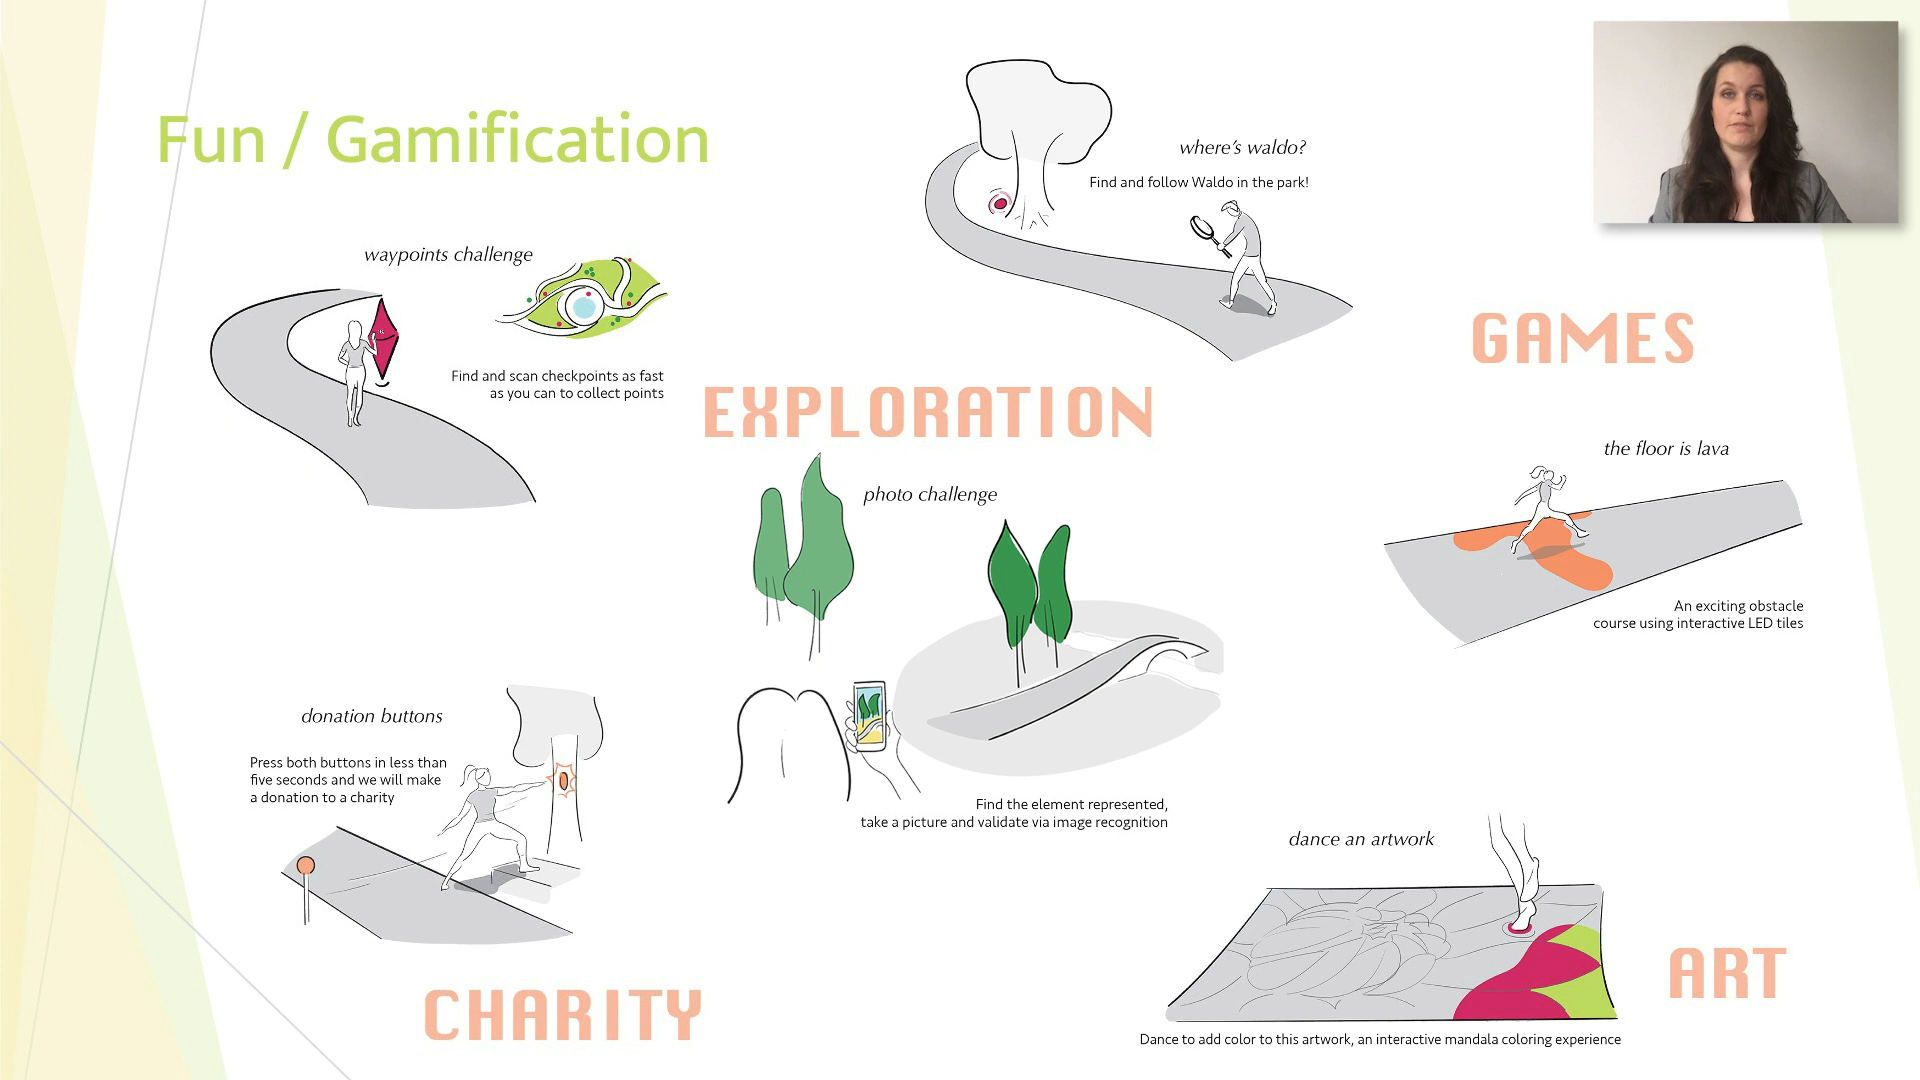 Fun / Gamification
where's waldo?
Find and follow Waldo in the park!
waypoints challenge
Find and scan checkpoints as fast
as you can to collect points
GAMES
EXPLORATION
the floor is lava
An exciting obstacle
course using interactive LED tiles
photo challenge
Find the element represented,
take a picture and validate via image recognition
donation buttons
Press both buttons in less than
five seconds and we will make
a donation to a charity
CHARITY
dance an artwork
ART
Dance to add color to this artwork, an interactive mandala coloring experience